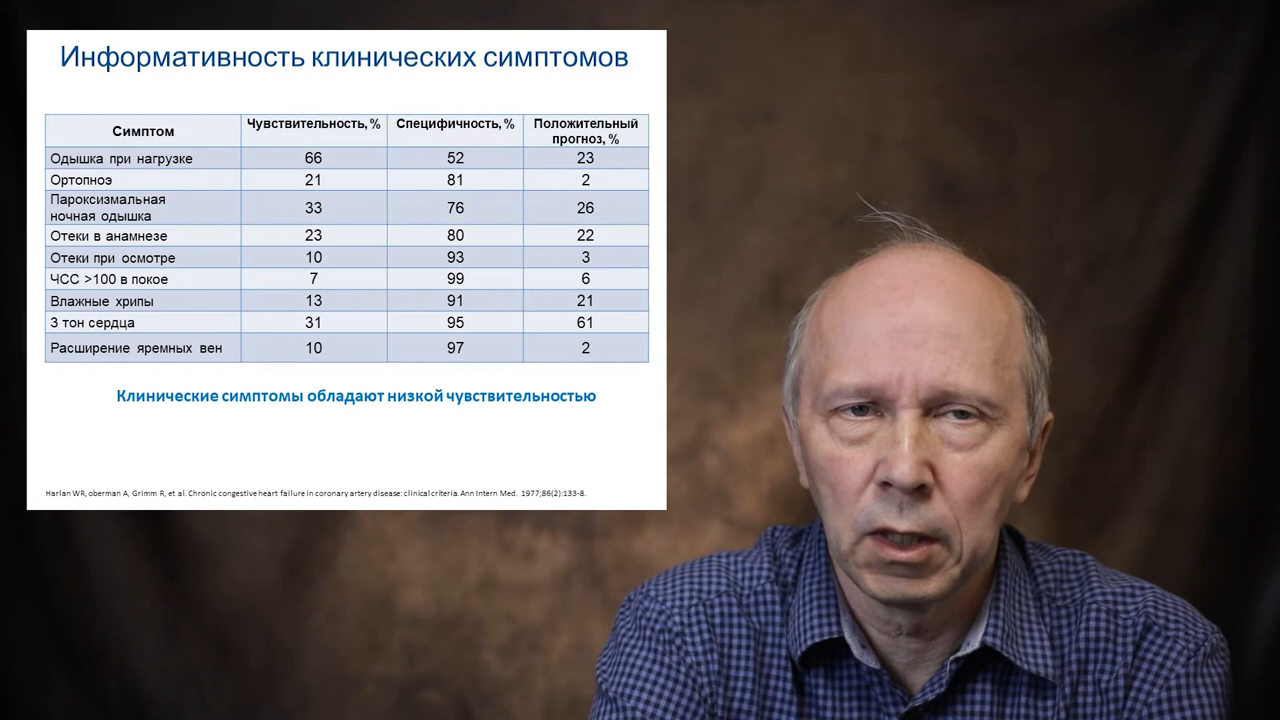 Информативность клинических симптомов
Симптом Чувствительность, % Специфичность, % Положительный
прогноз, %
Одышка при нагрузке 66 52 23
Ортопноэ 21 81 2
Пароксизмальная
ночная одышка 33 76 26
Отеки в анамнезе 23 80 22
Отеки при осмотре 10 93 3
ЧСС >100 в покое 7 99 6
Влажные хрипы 13 91 21
3 тон сердца 31 95 61
Расширение яремных вен 10 97 2
Клинические симптомы обладают низкой чувствительностью
Harlan WR, oberman A, Grimm R, et al. Chronic congestive heart failure in coronary artery disease: clinical criteria. Ann Intern Med. 1977;86(2):133-8.